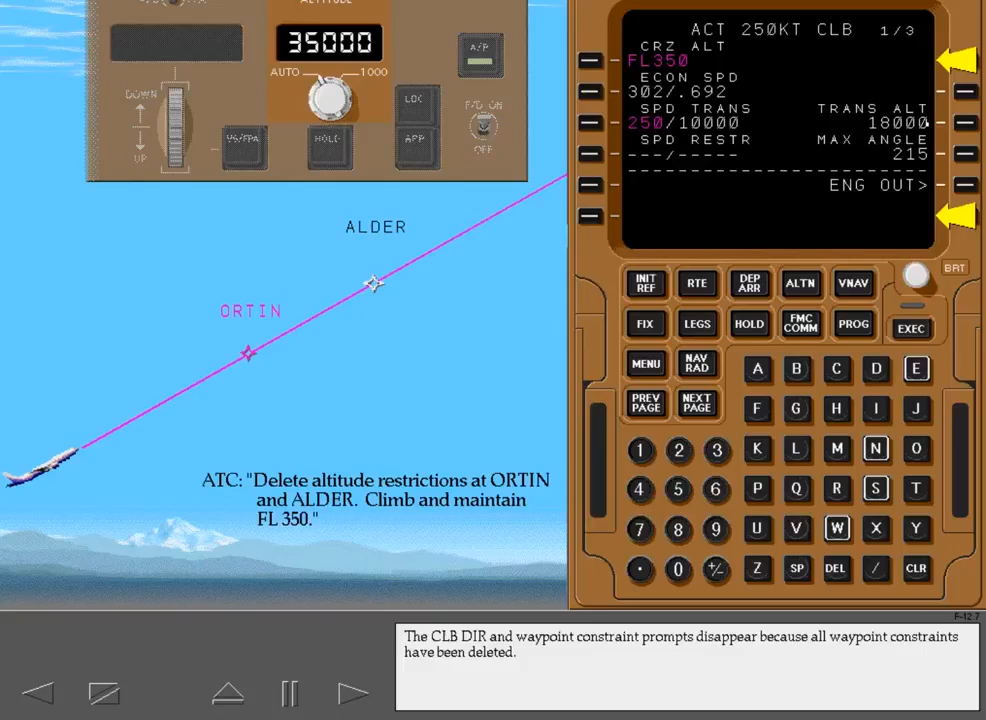 ALTITUDE
35000
AUTO
1000
DOWN
UP
VS/FPA
HOLD
LOC
APP
A/P
F/D ON
OFF
ACT 250KT CLB 1/3
CRZ ALT
FL350
ECON SPD
302/.692
SPD TRANS TRANS ALT
250/10000 18000
SPD RESTR MAX ANGLE
---/----- 215
ENG OUT>
BRT
INIT REF
RTE
DEP ARR
ALTN
VNAV
FIX
LEGS
HOLD
FMC COMM
PROG
EXEC
MENU
NAV RAD
PREV PAGE
NEXT PAGE
A B C D E
F G H I J
1 2 3 K L M N O
4 5 6 P Q R S T
7 8 9 U V W X Y
. 0 +/- Z SP DEL / CLR
ALDER
ORTIN
ATC: "Delete altitude restrictions at ORTIN
and ALDER. Climb and maintain
FL 350."
F-12.7
The CLB DIR and waypoint constraint prompts disappear because all waypoint constraints
have been deleted.